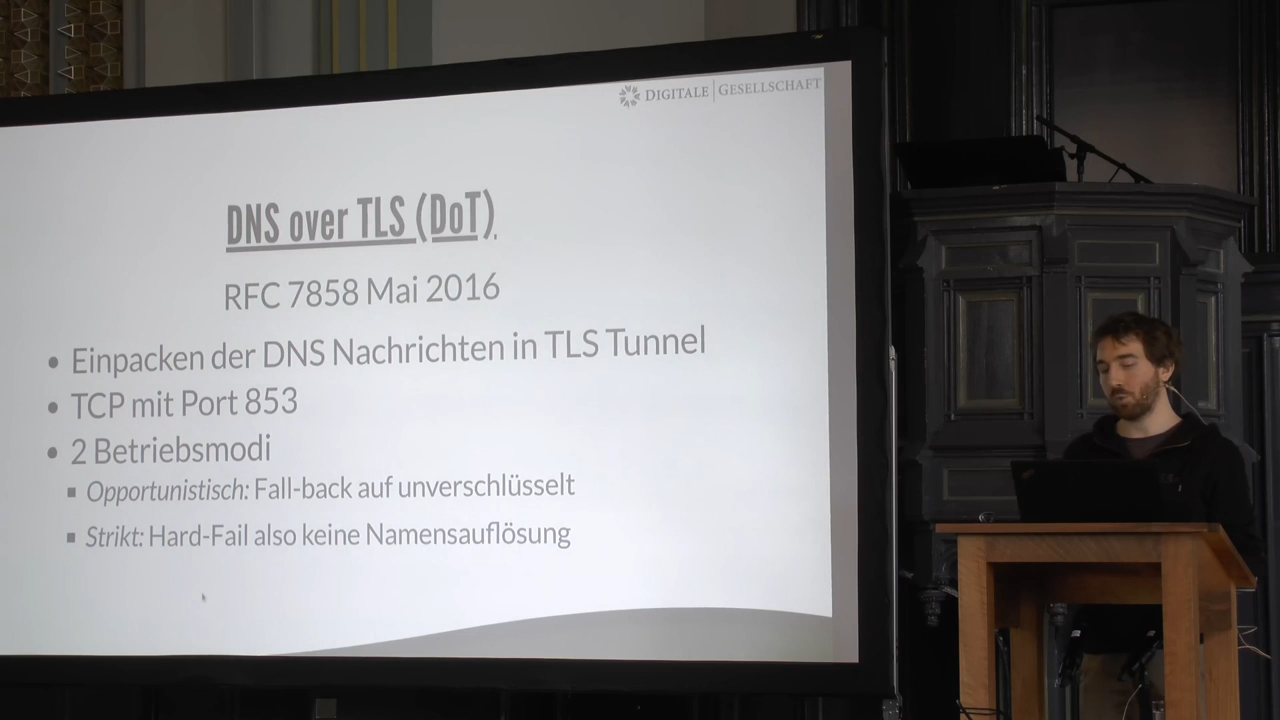 DIGITALE | GESELLSCHAFT
DNS over TLS (DoT)
RFC 7858 Mai 2016
• Einpacken der DNS Nachrichten in TLS Tunnel
• TCP mit Port 853
• 2 Betriebsmodi
▪ Opportunistisch: Fall-back auf unverschlüsselt
▪ Strikt: Hard-Fail also keine Namensauflösung